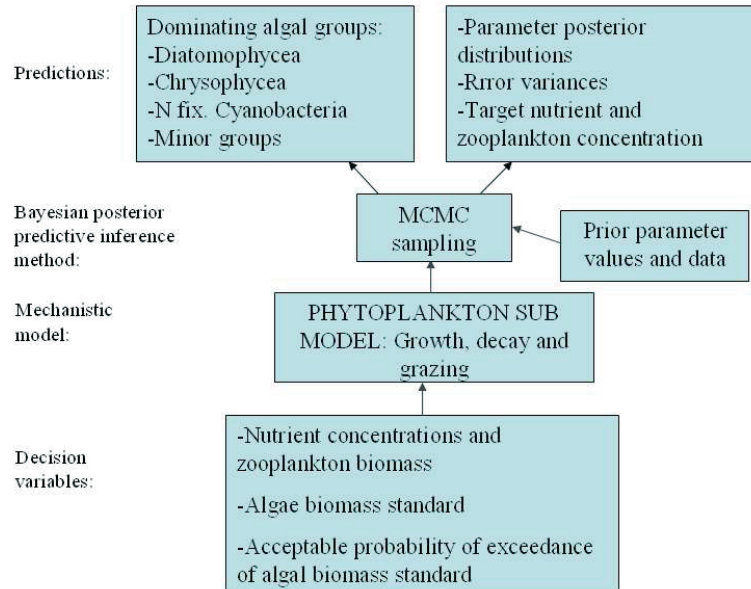 Predictions:
Dominating algal groups:
-Diatomophycea
-Chrysophycea
-N fix. Cyanobacteria
-Minor groups
-Parameter posterior
distributions
-Rrror variances
-Target nutrient and
zooplankton concentration
Bayesian posterior
predictive inference
method:
MCMC
sampling
Prior parameter
values and data
Mechanistic
model:
PHYTOPLANKTON SUB
MODEL: Growth, decay and
grazing
Decision
variables:
-Nutrient concentrations and
zooplankton biomass
-Algae biomass standard
-Acceptable probability of exceedance
of algal biomass standard